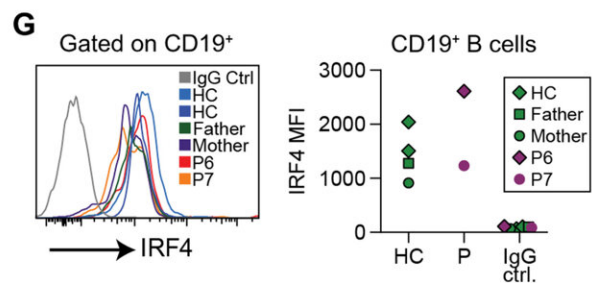 G
Gated on CD19⁺
IgG Ctrl
HC
HC
Father
Mother
P6
P7
IRF4
CD19⁺ B cells
IRF4 MFI
3000
2000
1000
0
HC
P
IgG
ctrl.
HC
Father
Mother
P6
P7